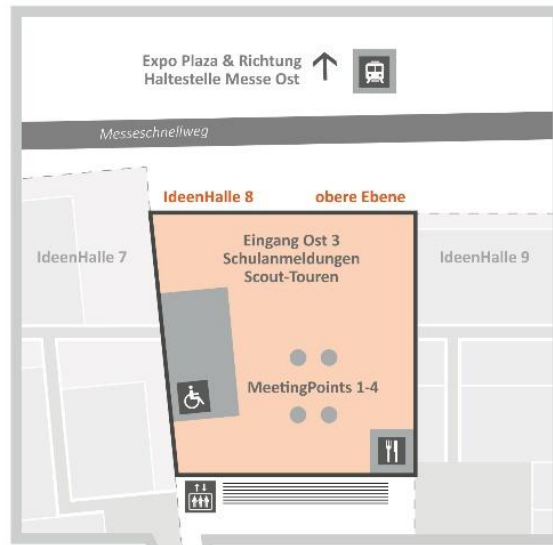 Expo Plaza & Richtung
Haltestelle Messe Ost
Messeschnellweg
IdeenHalle 8
obere Ebene
IdeenHalle 7
Eingang Ost 3
Schulanmeldungen
Scout-Touren
IdeenHalle 9
MeetingPoints 1-4